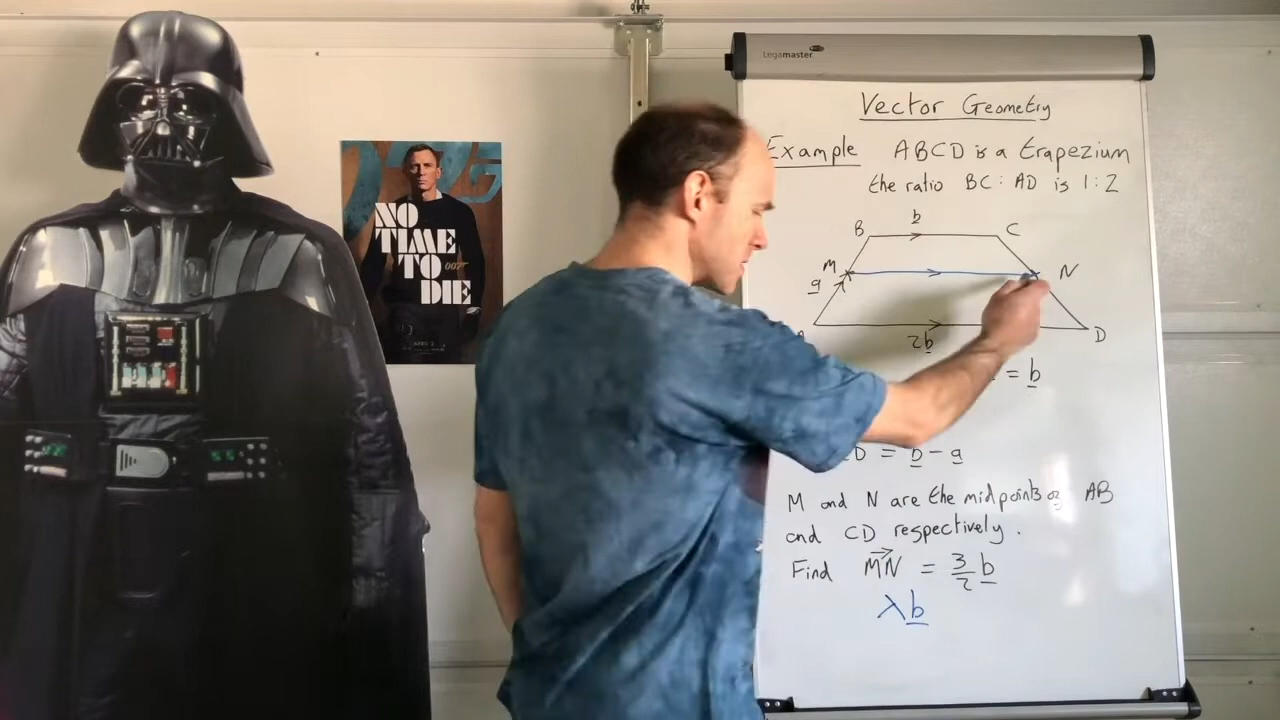 Legamaster
Vector Geometry
Example ABCD is a trapezium
the ratio BC : AD is 1:2
b
B C
M N
a
2b D
= b
D = b - a
M and N are the midpoints of AB
and CD respectively.
Find MN = 3/2 b
λb
NO
TIME
TO 007
DIE